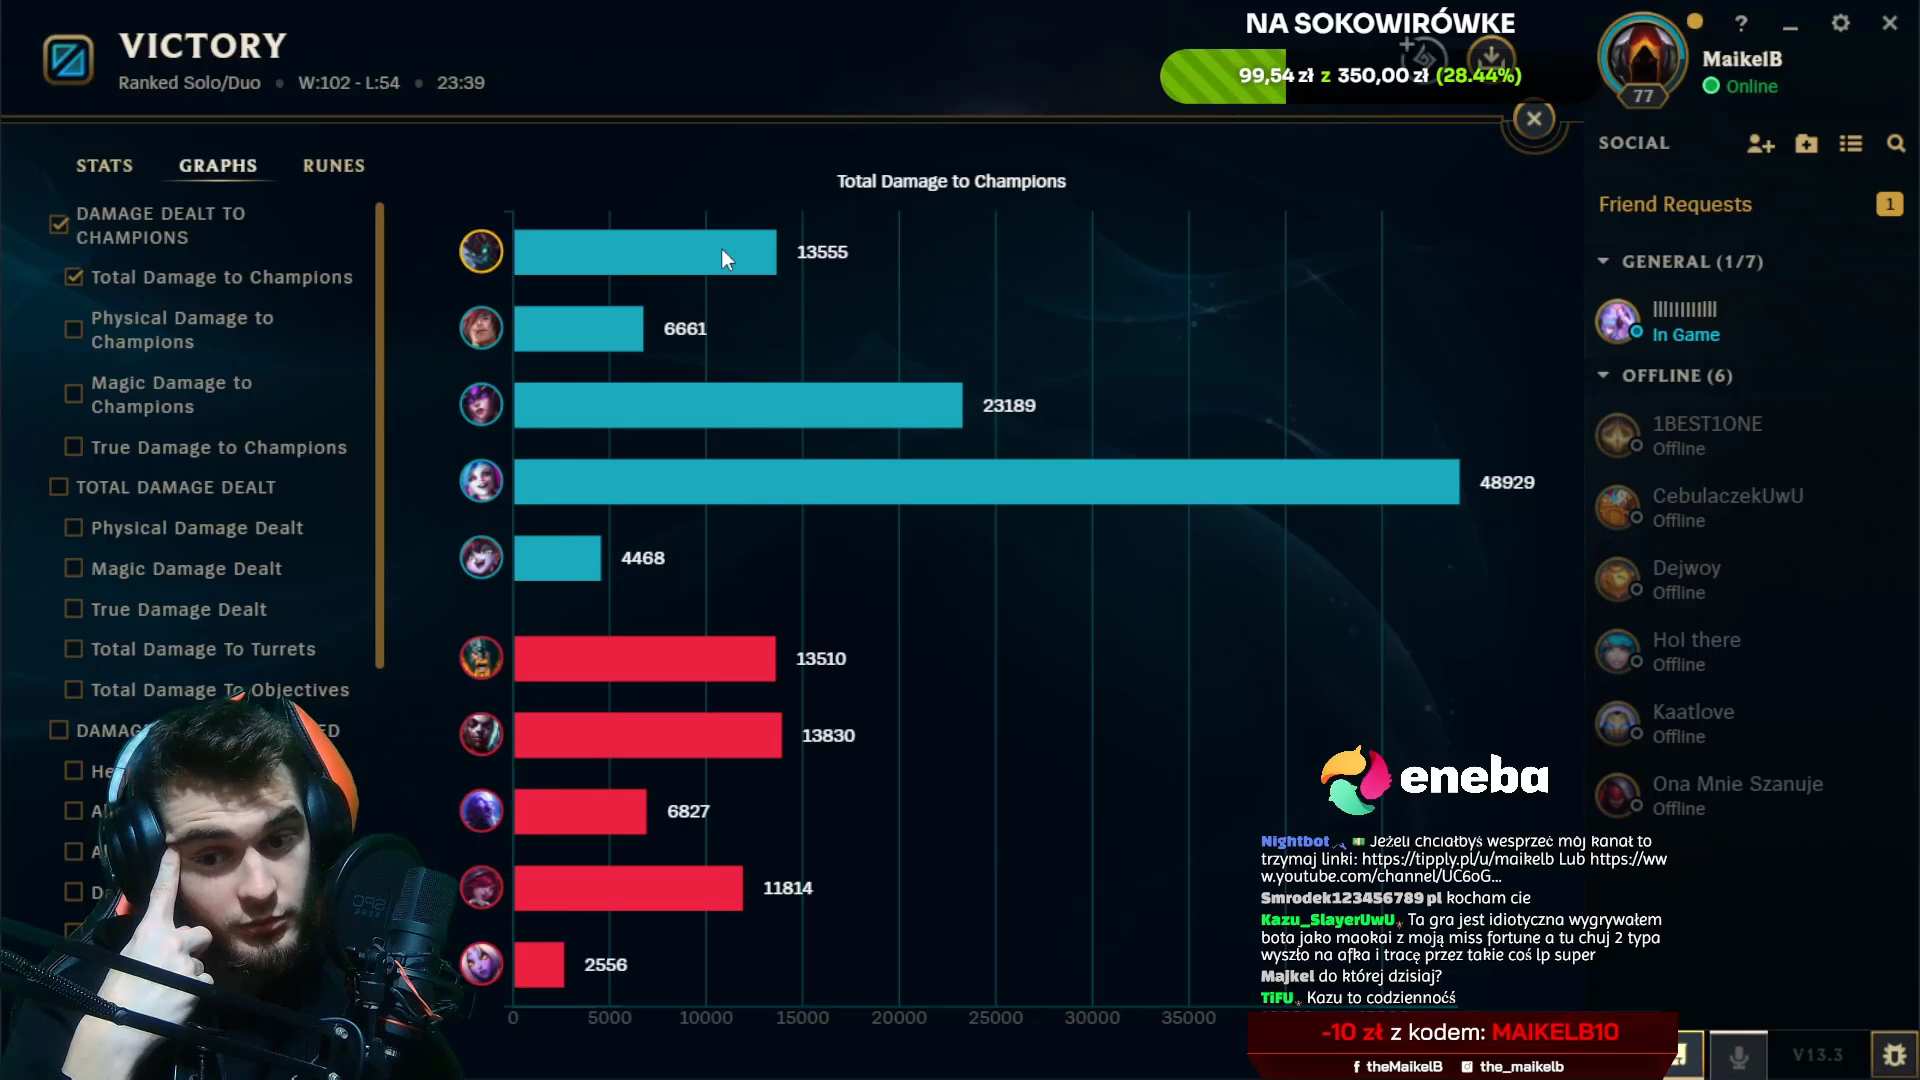 VICTORY
Ranked Solo/Duo • W:102 - L:54 • 23:39
NA SOKOWIRÓWKE
99,54 zł z 350,00 zł (28.44%)
?
MaikelB
Online
77
STATS
GRAPHS
RUNES
DAMAGE DEALT TO
CHAMPIONS
Total Damage to Champions
Physical Damage to
Champions
Magic Damage to
Champions
True Damage to Champions
TOTAL DAMAGE DEALT
Physical Damage Dealt
Magic Damage Dealt
True Damage Dealt
Total Damage To Turrets
Total Damage To Objectives
Total Damage to Champions
13555
6661
23189
48929
4468
13510
13830
6827
11814
2556
0
5000
10000
15000
20000
25000
30000
35000
SOCIAL
Friend Requests
1
GENERAL (1/7)
In Game
OFFLINE (6)
1BEST1ONE
Offline
CebulaczekUwU
Offline
Dejwoy
Offline
Offline
Kaatlove
Offline
Ona Mnie Szanuje
Offline
eneba
Nightbot Jeżeli chciałbyś wesprzeć mój kanał to
trzymaj linki: https://tipply.pl/u/maikelb Lub https://ww
w.youtube.com/channel/UC6oG...
Smrodek123456789pl kocham cie
Kazu_SlayerUwU Ta gra jest idiotyczna wygrywałem
bota jako maokai z moją miss fortune a tu chuj 2 typa
wyszło na afka i tracę przez takie coś lp super
Majkel do której dzisiaj?
TiFU Kazu to codzienność
-10 zł z kodem: MAIKELB10
theMaikelB the_maikelb
V13.3